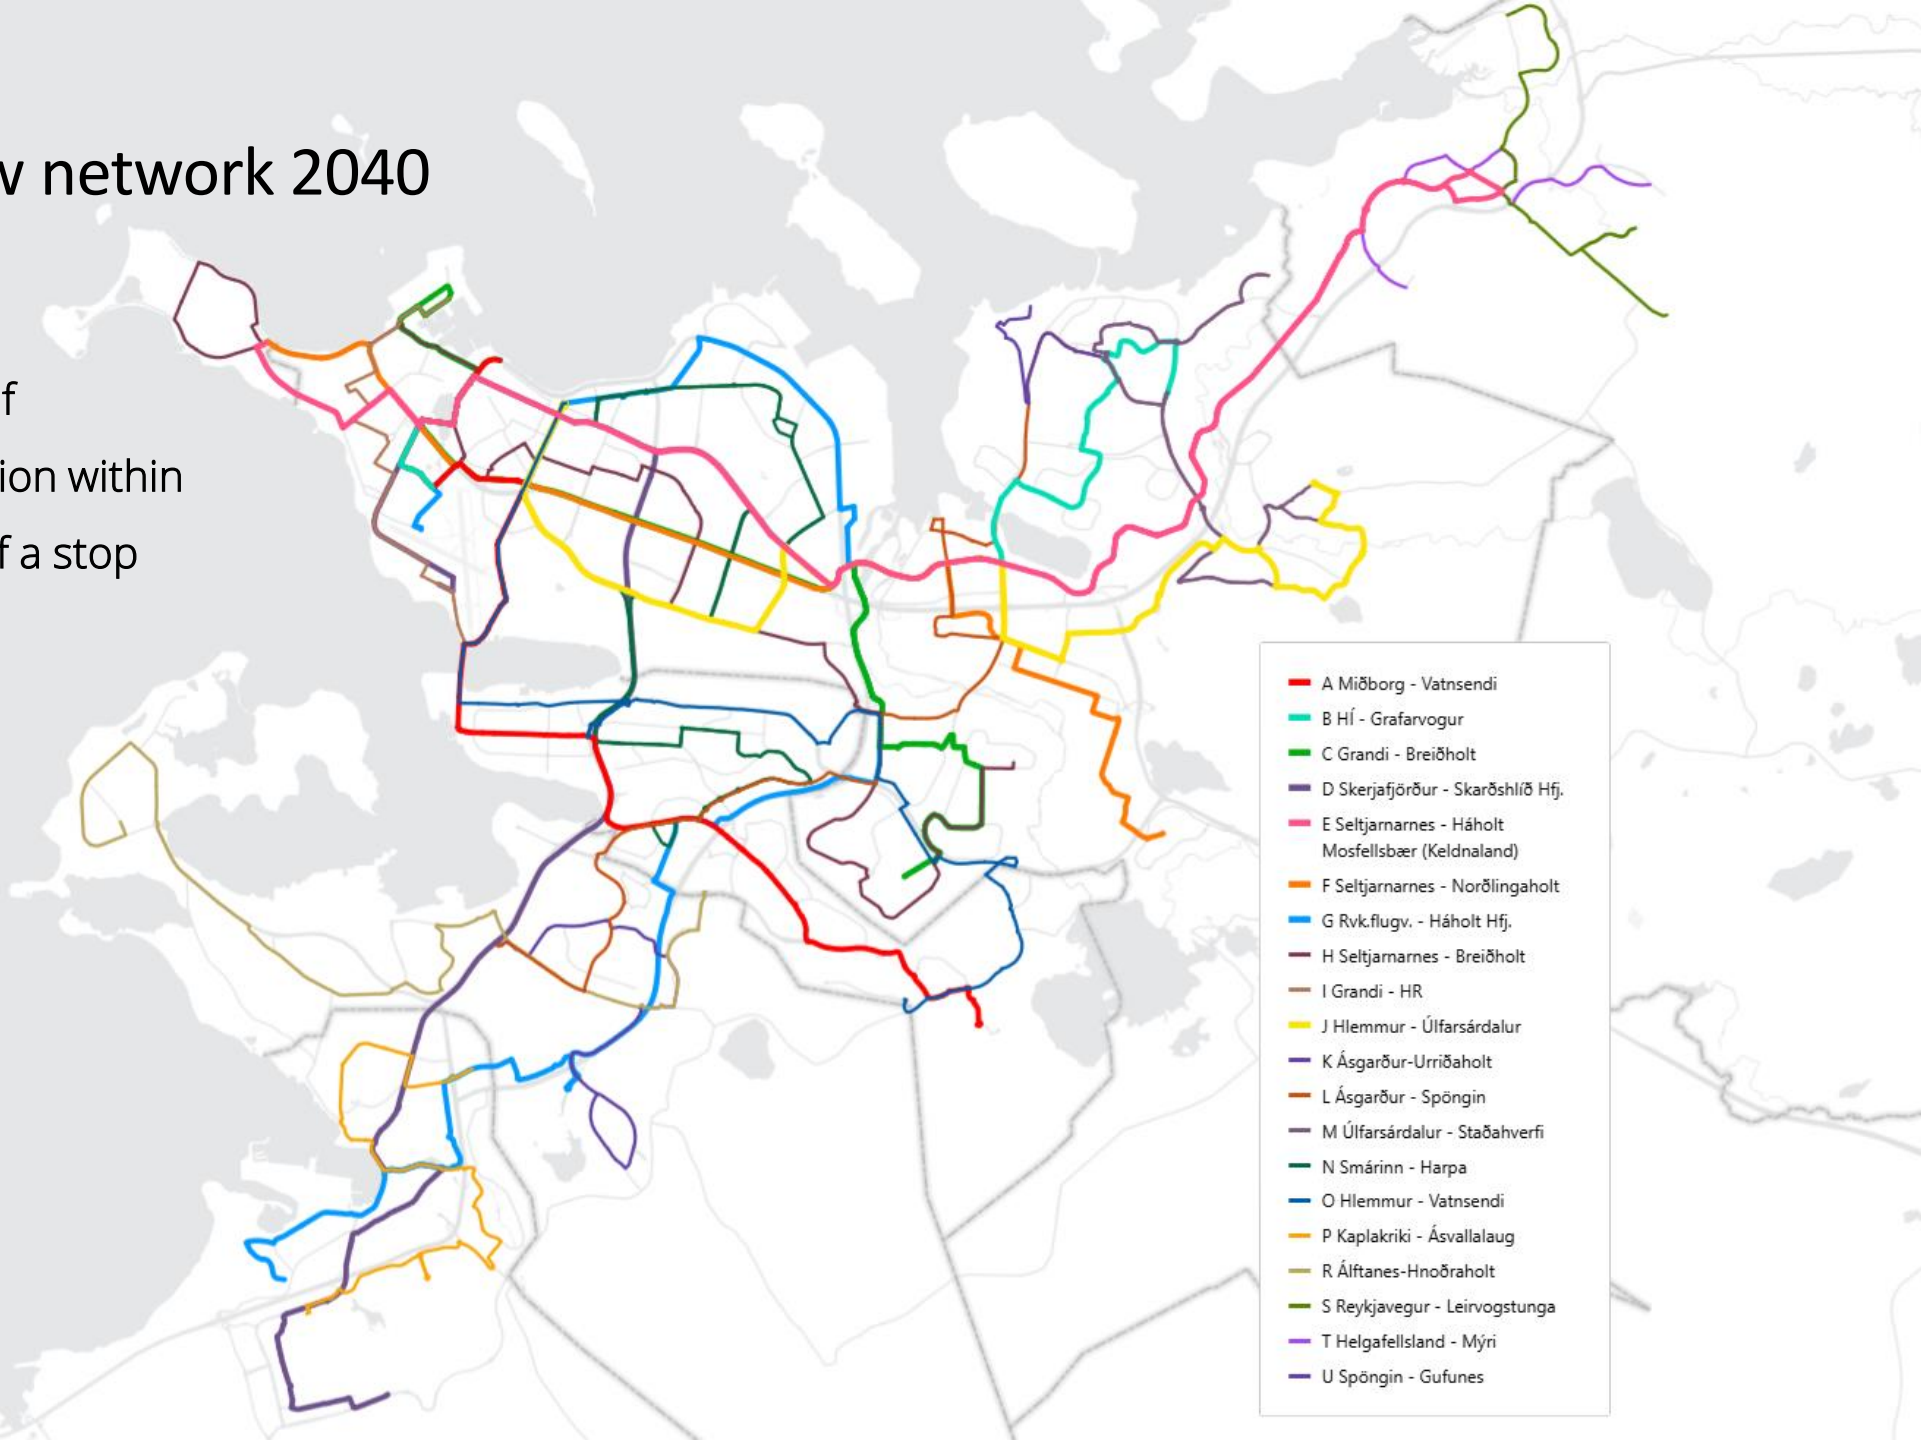 w network 2040
f
ion within
f a stop
A Miðborg - Vatnsendi
B HÍ - Grafarvogur
C Grandi - Breiðholt
D Skerjafjörður - Skarðshlíð Hfj.
E Seltjarnarnes - Háholt
Mosfellsbær (Keldnaland)
F Seltjarnarnes - Norðlingaholt
G Rvk.flugv. - Háholt Hfj.
H Seltjarnarnes - Breiðholt
I Grandi - HR
J Hlemmur - Úlfarsárdalur
K Ásgarður-Urriðaholt
L Ásgarður - Spöngin
M Úlfarsárdalur - Staðahverfi
N Smárinn - Harpa
O Hlemmur - Vatnsendi
P Kaplakriki - Ásvallalaug
R Álftanes-Hnoðraholt
S Reykjavegur - Leirvogstunga
T Helgafellsland - Mýri
U Spöngin - Gufunes